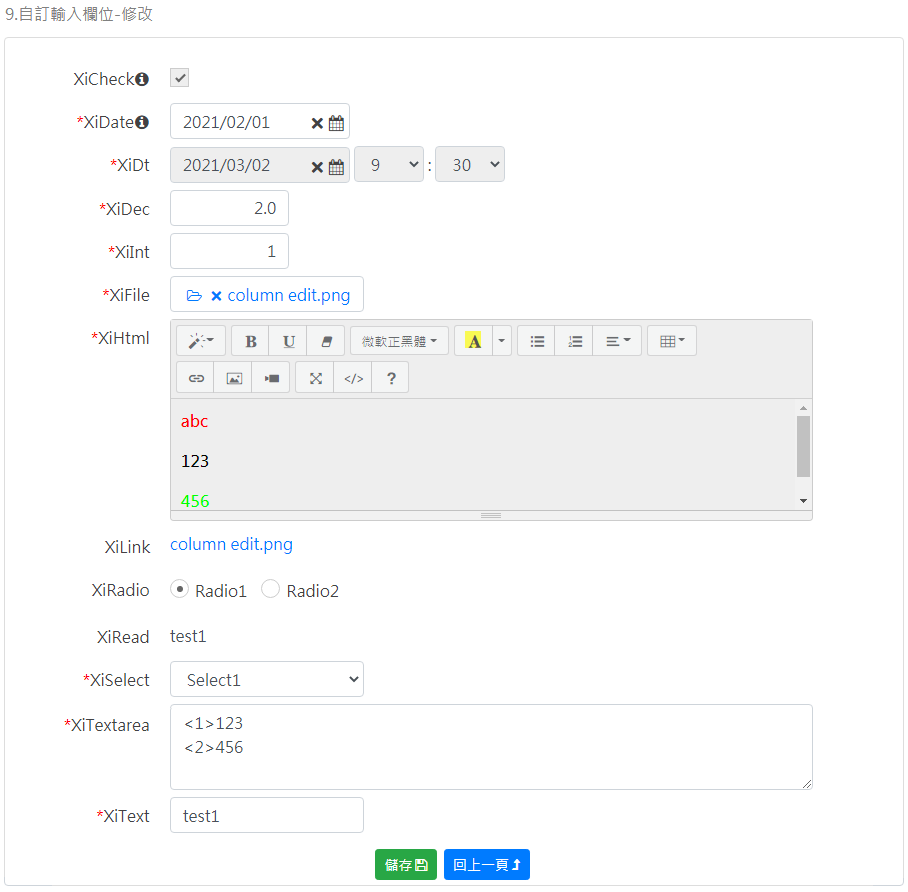 9.自訂輸入欄位-修改
XiCheck
*XiDate 2021/02/01
*XiDt 2021/03/02 9 : 30
*XiDec 2.0
*XiInt 1
*XiFile column edit.png
*XiHtml B U 微軟正黑體 A
</> ?
abc
123
456
XiLink column edit.png
XiRadio Radio1 Radio2
XiRead test1
*XiSelect Select1
*XiTextarea <1>123
<2>456
*XiText test1
儲存 回上一頁